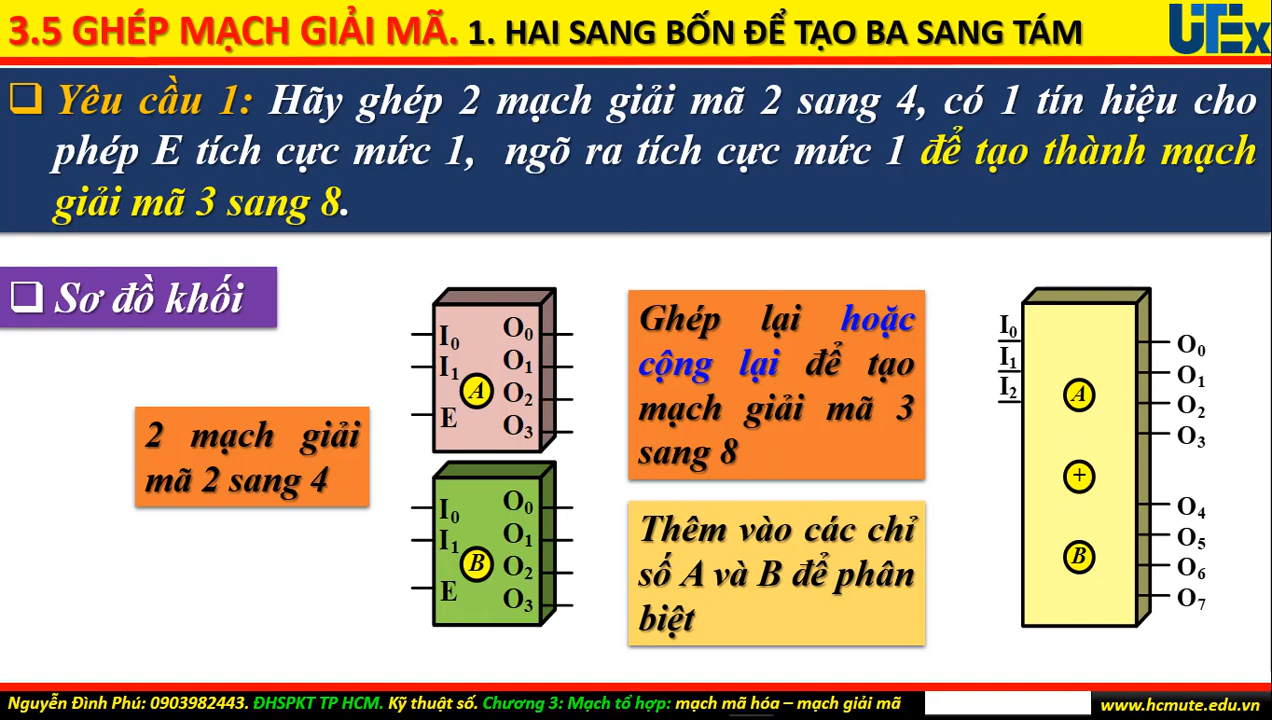 3.5 GHÉP MẠCH GIẢI MÃ. 1. HAI SANG BỐN ĐỂ TẠO BA SANG TÁM
UTEx
Yêu cầu 1: Hãy ghép 2 mạch giải mã 2 sang 4, có 1 tín hiệu cho
phép E tích cực mức 1, ngõ ra tích cực mức 1 để tạo thành mạch
giải mã 3 sang 8.
Sơ đồ khối
2 mạch giải
mã 2 sang 4
I₀
I₁
E
A
O₀
O₁
O₂
O₃
I₀
I₁
E
B
O₀
O₁
O₂
O₃
Ghép lại hoặc
cộng lại để tạo
mạch giải mã 3
sang 8
Thêm vào các chỉ
số A và B để phân
biệt
I₀
I₁
I₂
A
+
B
O₀
O₁
O₂
O₃
O₄
O₅
O₆
O₇
Nguyễn Đình Phú: 0903982443. ĐHSPKT TP HCM. Kỹ thuật số. Chương 3: Mạch tổ hợp: mạch mã hóa – mạch giải mã
www.hcmute.edu.vn